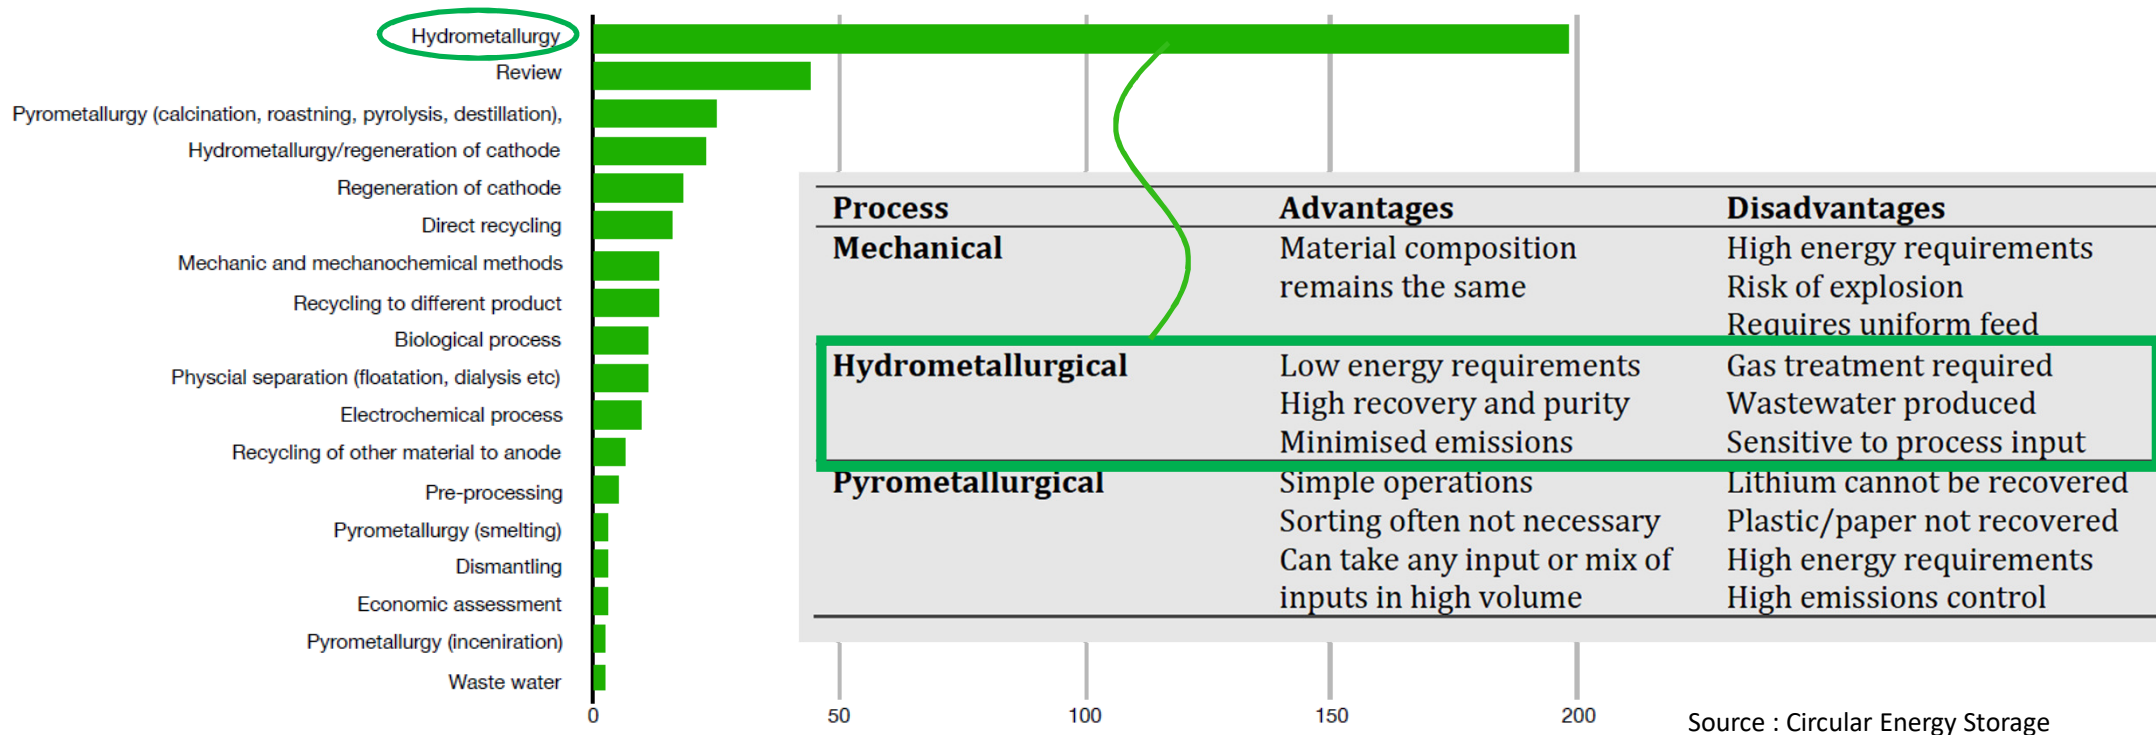 Hydrometallurgy
Review
Pyrometallurgy (calcination, roastning, pyrolysis, destillation),
Hydrometallurgy/regeneration of cathode
Regeneration of cathode
Direct recycling
Mechanic and mechanochemical methods
Recycling to different product
Biological process
Physcial separation (floatation, dialysis etc)
Electrochemical process
Recycling of other material to anode
Pre-processing
Pyrometallurgy (smelting)
Dismantling
Economic assessment
Pyrometallurgy (inceniration)
Waste water
0 50 100 150 200
Process Advantages Disadvantages
Mechanical Material composition High energy requirements
remains the same Risk of explosion
Requires uniform feed
Hydrometallurgical Low energy requirements Gas treatment required
High recovery and purity Wastewater produced
Minimised emissions Sensitive to process input
Pyrometallurgical Simple operations Lithium cannot be recovered
Sorting often not necessary Plastic/paper not recovered
Can take any input or mix of High energy requirements
inputs in high volume High emissions control
Source : Circular Energy Storage